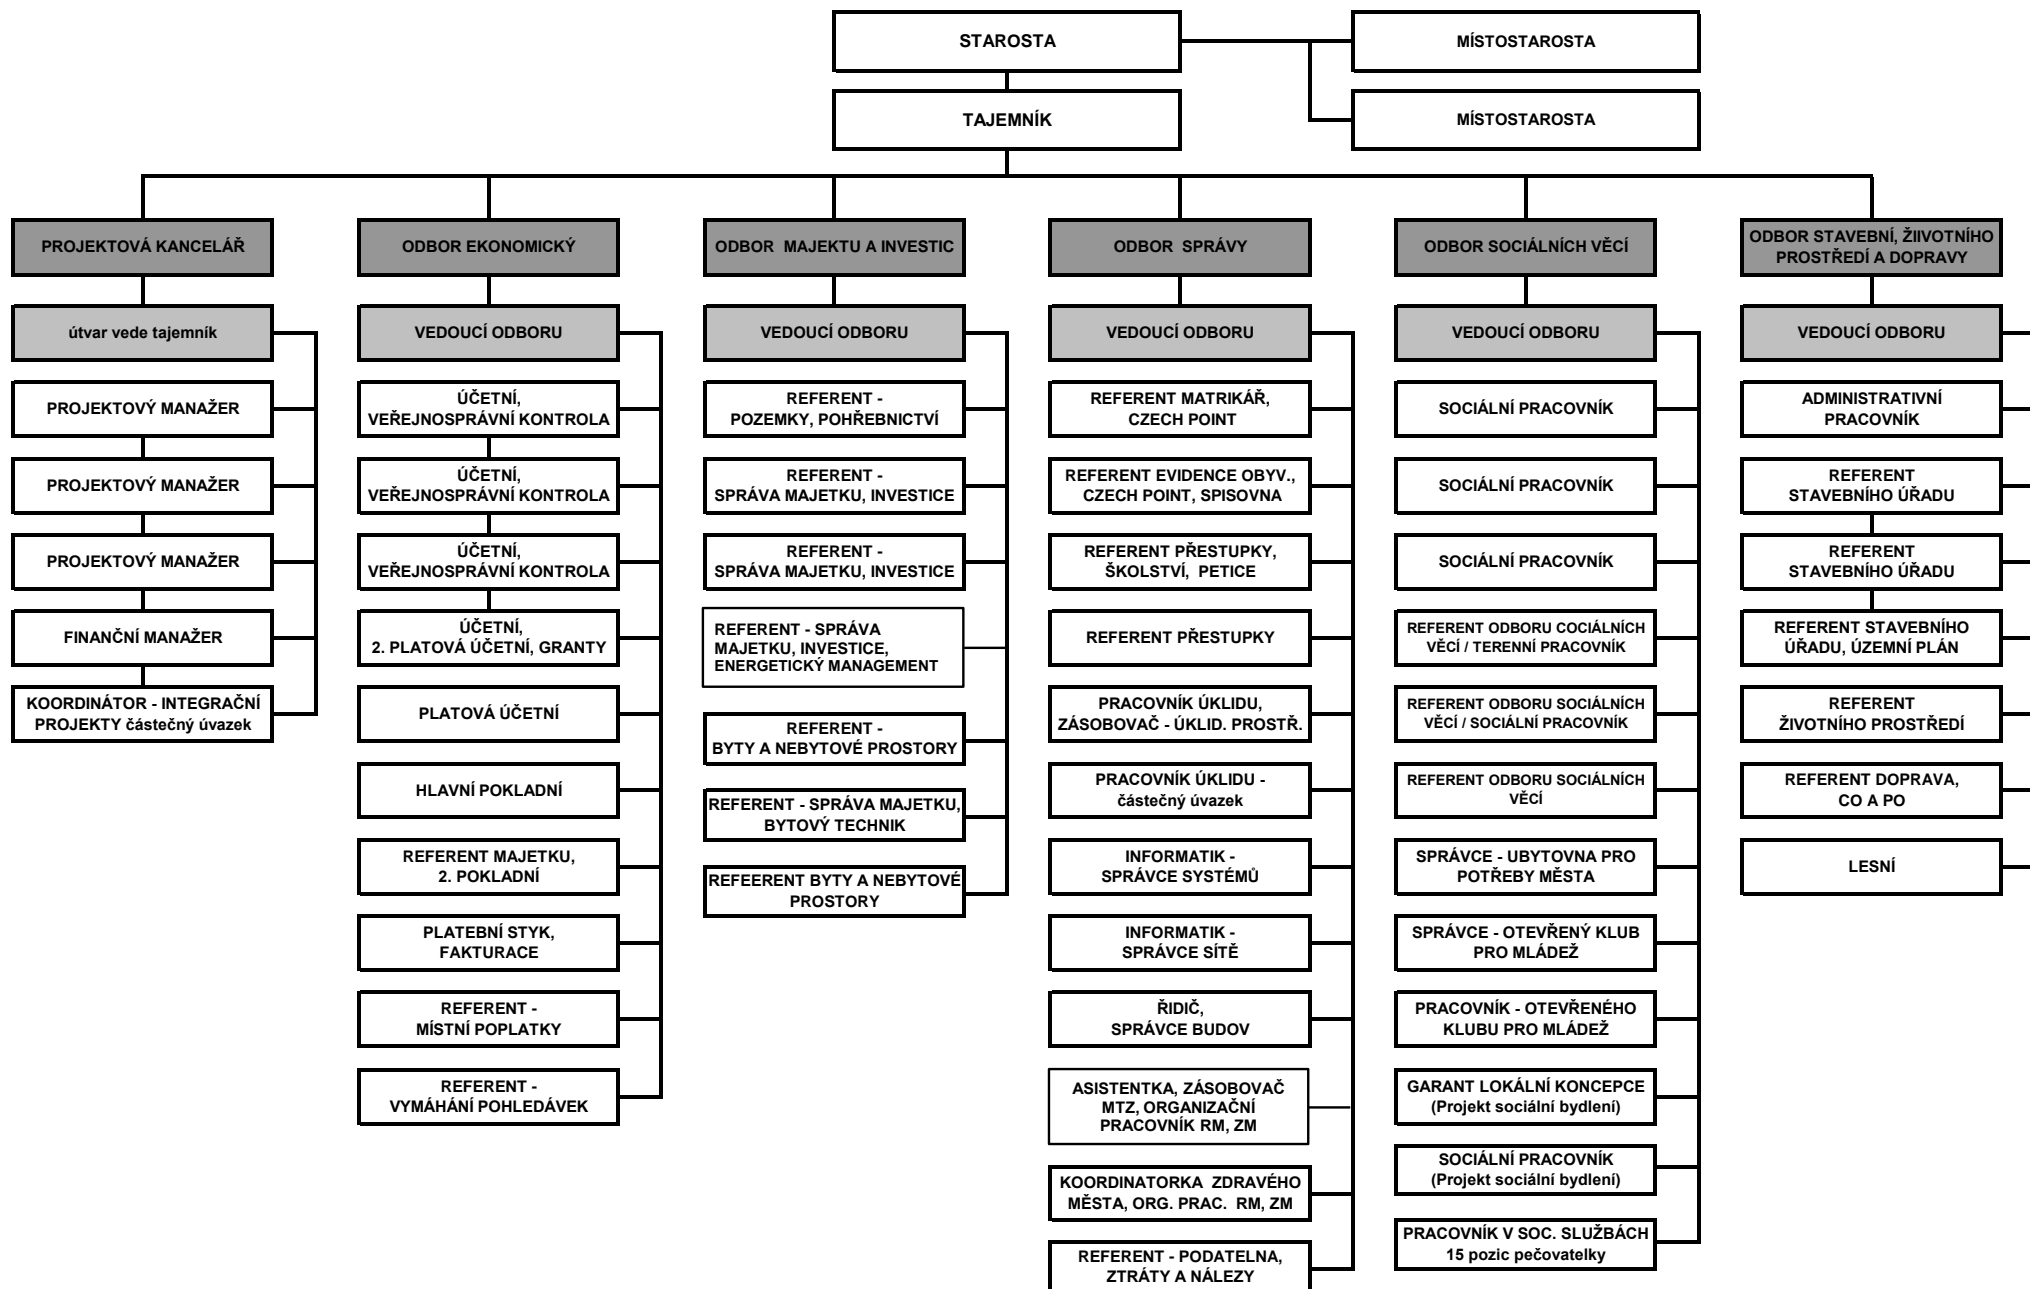 STAROSTA
MÍSTOSTAROSTA
TAJEMNÍK
MÍSTOSTAROSTA
PROJEKTOVÁ KANCELÁŘ
útvar vede tajemník
PROJEKTOVÝ MANAŽER
PROJEKTOVÝ MANAŽER
PROJEKTOVÝ MANAŽER
FINANČNÍ MANAŽER
KOORDINÁTOR - INTEGRAČNÍ
PROJEKTY částečný úvazek
ODBOR EKONOMICKÝ
VEDOUCÍ ODBORU
ÚČETNÍ,
VEŘEJNOSPRÁVNÍ KONTROLA
ÚČETNÍ,
VEŘEJNOSPRÁVNÍ KONTROLA
ÚČETNÍ,
VEŘEJNOSPRÁVNÍ KONTROLA
ÚČETNÍ,
2. PLATOVÁ ÚČETNÍ, GRANTY
PLATOVÁ ÚČETNÍ
HLAVNÍ POKLADNÍ
REFERENT MAJETKU,
2. POKLADNÍ
PLATEBNÍ STYK,
FAKTURACE
REFERENT -
MÍSTNÍ POPLATKY
REFERENT -
VYMÁHÁNÍ POHLEDÁVEK
ODBOR MAJEKTU A INVESTIC
VEDOUCÍ ODBORU
REFERENT -
POZEMKY, POHŘEBNICTVÍ
REFERENT -
SPRÁVA MAJETKU, INVESTICE
REFERENT -
SPRÁVA MAJETKU, INVESTICE
REFERENT - SPRÁVA
MAJETKU, INVESTICE,
ENERGETICKÝ MANAGEMENT
REFERENT -
BYTY A NEBYTOVÉ PROSTORY
REFERENT - SPRÁVA MAJETKU,
BYTOVÝ TECHNIK
REFEERENT BYTY A NEBYTOVÉ
PROSTORY
ODBOR SPRÁVY
VEDOUCÍ ODBORU
REFERENT MATRIKÁŘ,
CZECH POINT
REFERENT EVIDENCE OBYV.,
CZECH POINT, SPISOVNA
REFERENT PŘESTUPKY,
ŠKOLSTVÍ, PETICE
REFERENT PŘESTUPKY
PRACOVNÍK ÚKLIDU,
ZÁSOBOVAČ - ÚKLID. PROSTŘ.
PRACOVNÍK ÚKLIDU -
částečný úvazek
INFORMATIK -
SPRÁVCE SYSTÉMŮ
INFORMATIK -
SPRÁVCE SÍTĚ
ŘIDIČ,
SPRÁVCE BUDOV
ASISTENTKA, ZÁSOBOVAČ
MTZ, ORGANIZAČNÍ
PRACOVNÍK RM, ZM
KOORDINATORKA ZDRAVÉHO
MĚSTA, ORG. PRAC. RM, ZM
REFERENT - PODATELNA,
ZTRÁTY A NÁLEZY
ODBOR SOCIÁLNÍCH VĚCÍ
VEDOUCÍ ODBORU
SOCIÁLNÍ PRACOVNÍK
SOCIÁLNÍ PRACOVNÍK
SOCIÁLNÍ PRACOVNÍK
REFERENT ODBORU COCIÁLNÍCH
VĚCÍ / TERENNÍ PRACOVNÍK
REFERENT ODBORU SOCIÁLNÍCH
VĚCÍ / SOCIÁLNÍ PRACOVNÍK
REFERENT ODBORU SOCIÁLNÍCH
VĚCÍ
SPRÁVCE - UBYTOVNA PRO
POTŘEBY MĚSTA
SPRÁVCE - OTEVŘENÝ KLUB
PRO MLÁDEŽ
PRACOVNÍK - OTEVŘENÉHO
KLUBU PRO MLÁDEŽ
GARANT LOKÁLNÍ KONCEPCE
(Projekt sociální bydlení)
SOCIÁLNÍ PRACOVNÍK
(Projekt sociální bydlení)
PRACOVNÍK V SOC. SLUŽBÁCH
15 pozic pečovatelky
ODBOR STAVEBNÍ, ŽIIVOTNÍHO
PROSTŘEDÍ A DOPRAVY
VEDOUCÍ ODBORU
ADMINISTRATIVNÍ
PRACOVNÍK
REFERENT
STAVEBNÍHO ÚŘADU
REFERENT
STAVEBNÍHO ÚŘADU
REFERENT STAVEBNÍHO
ÚŘADU, ÚZEMNÍ PLÁN
REFERENT
ŽIVOTNÍHO PROSTŘEDÍ
REFERENT DOPRAVA,
CO A PO
LESNÍ